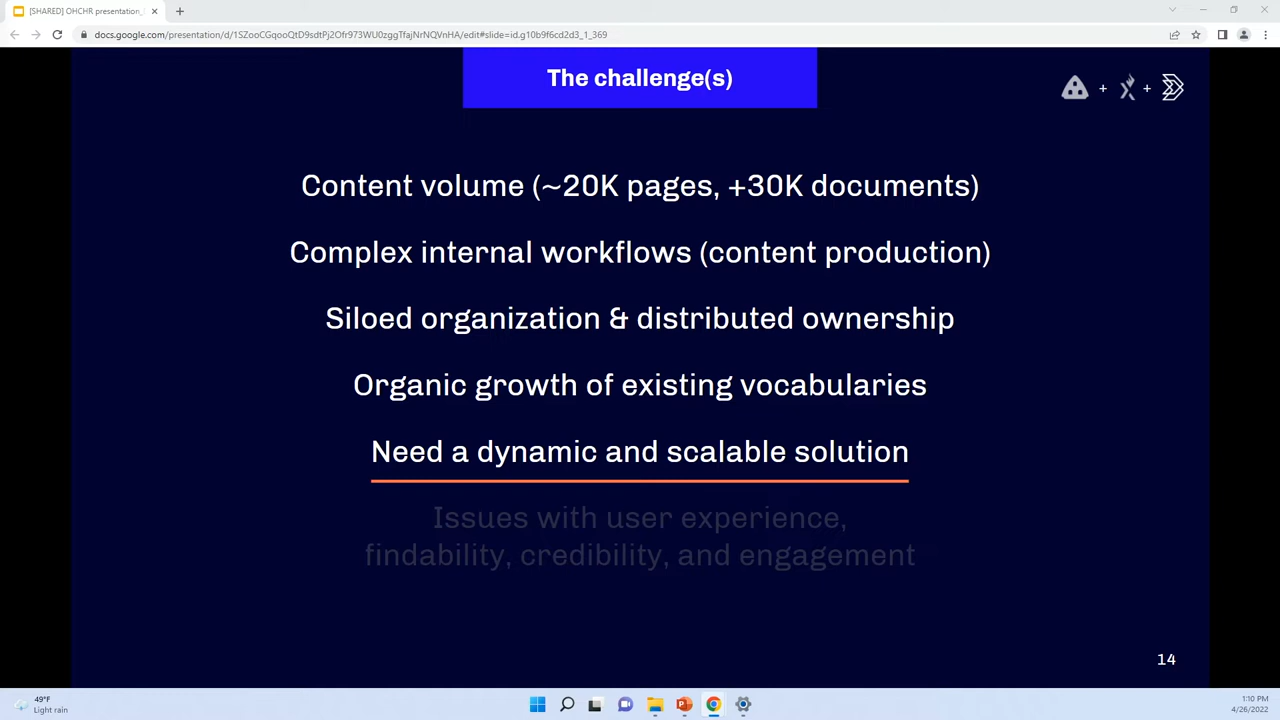 [SHARED] OHCHR presentation_
docs.google.com/presentation/d/1SZooCGqooQtD9sdtPj2Ofr973WU0zggTfajNrNQVnHA/edit#slide=id.g10b9f6cd2d3_1_369
The challenge(s)
+ +
Content volume (~20K pages, +30K documents)
Complex internal workflows (content production)
Siloed organization & distributed ownership
Organic growth of existing vocabularies
Need a dynamic and scalable solution
Issues with user experience,
findability, credibility, and engagement
14
49°F
Light rain
1:10 PM
4/26/2022